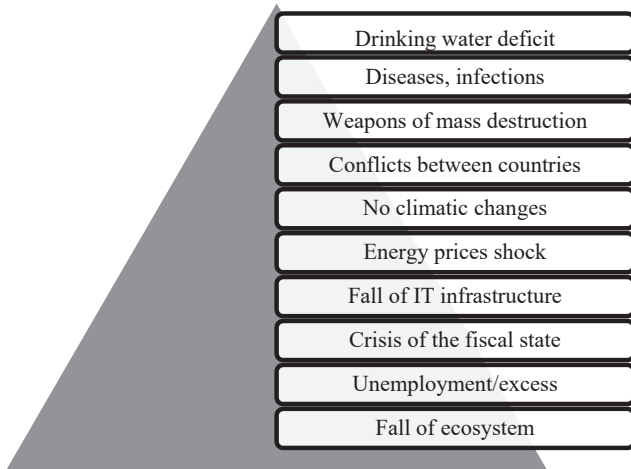 Drinking water deficit
Diseases, infections
Weapons of mass destruction
Conflicts between countries
No climatic changes
Energy prices shock
Fall of IT infrastructure
Crisis of the fiscal state
Unemployment/excess
Fall of ecosystem